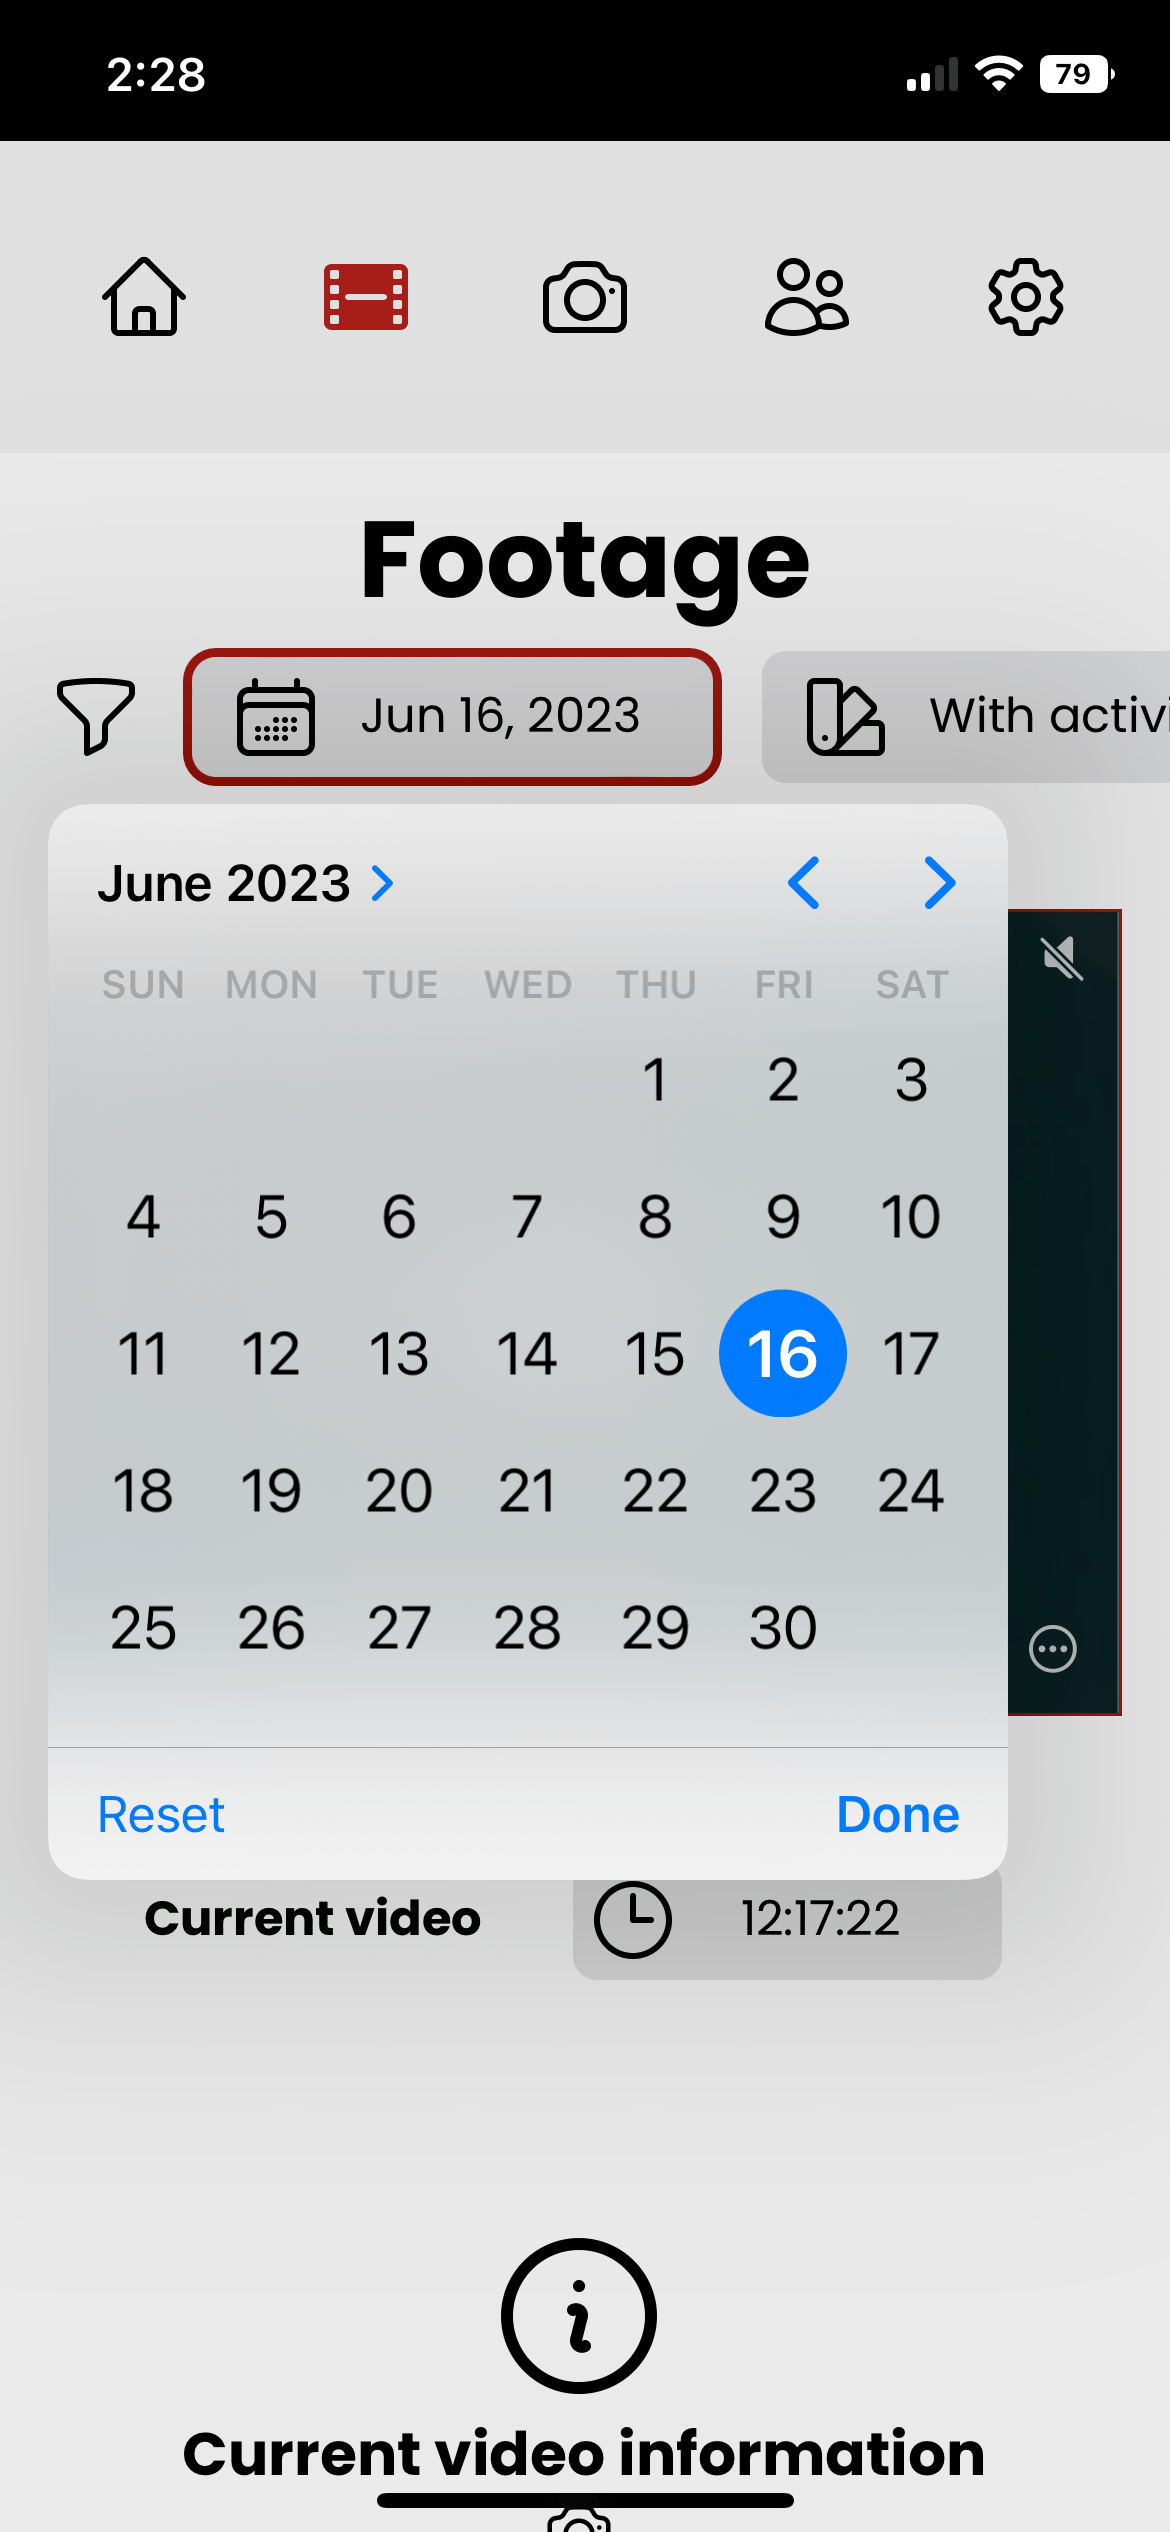 2:28
79
Footage
Jun 16, 2023
With activi
June 2023
SUN MON TUE WED THU FRI SAT
1 2 3
4 5 6 7 8 9 10
11 12 13 14 15 16 17
18 19 20 21 22 23 24
25 26 27 28 29 30
Reset Done
Current video 12:17:22
Current video information